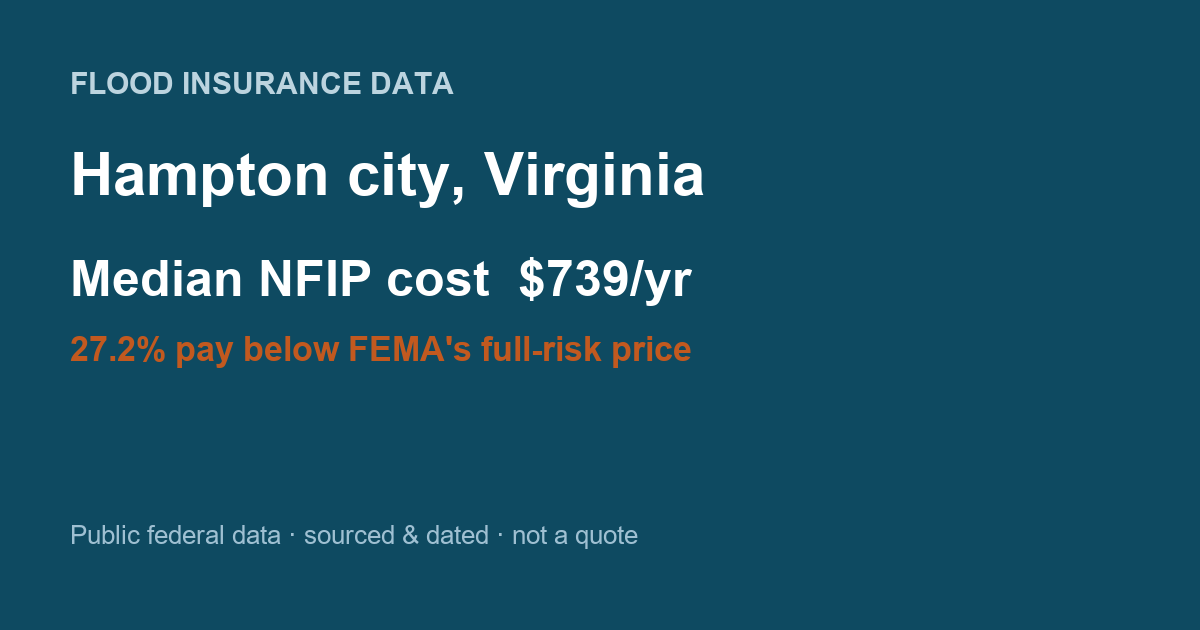 FLOOD INSURANCE DATA
Hampton city, Virginia
Median NFIP cost  $739/yr
27.2% pay below FEMA's full-risk price
Public federal data · sourced & dated · not a quote